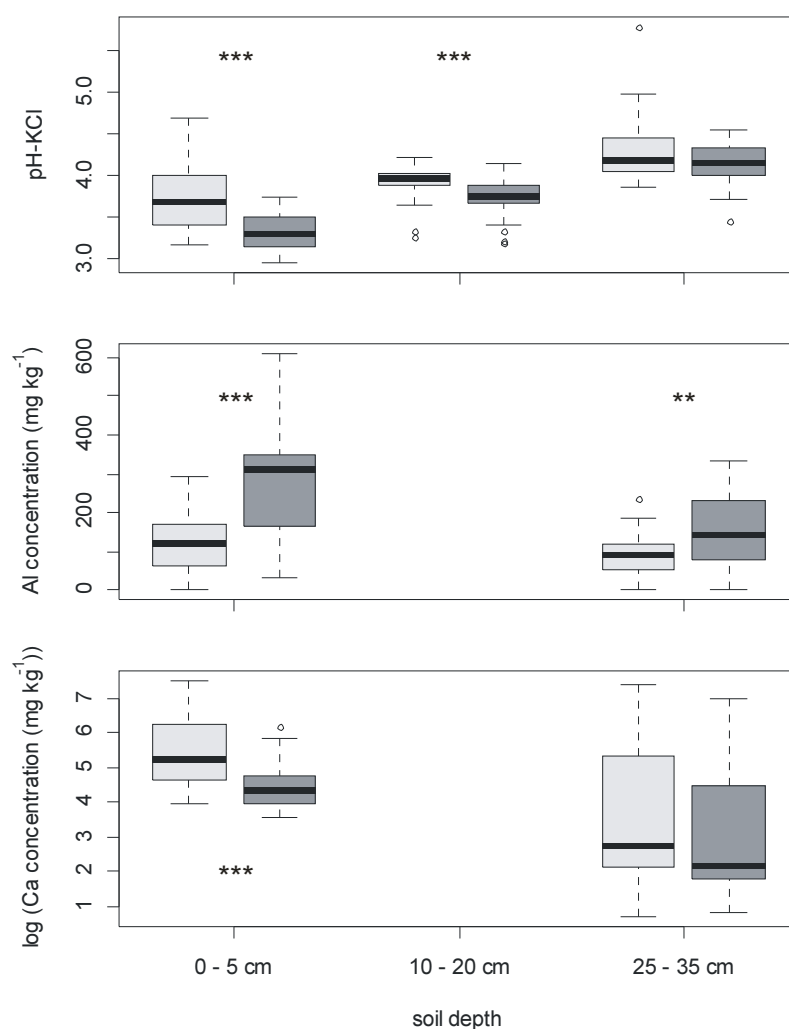 pH-KCl
5.0
4.0
3.0
***
***
Al concentration (mg kg⁻¹)
600
400
200
0
***
**
log (Ca concentration (mg kg⁻¹))
7
6
5
4
3
2
1
***
0 - 5 cm
10 - 20 cm
25 - 35 cm
soil depth